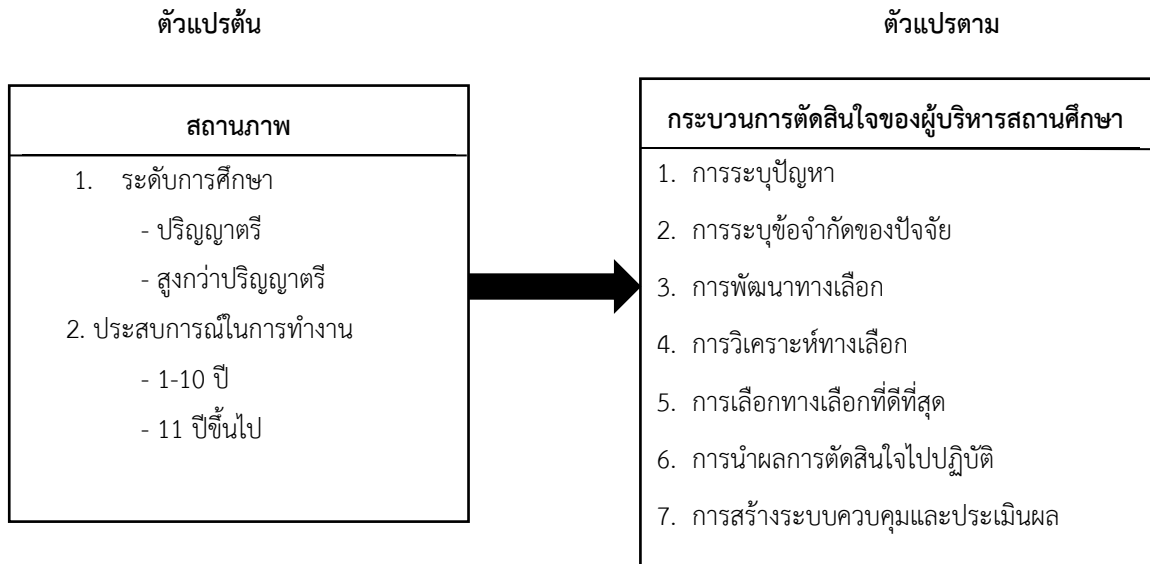 ตัวแปรต้น
ตัวแปรตาม
สถานภาพ
1. ระดับการศึกษา
- ปริญญาตรี
- สูงกว่าปริญญาตรี
2. ประสบการณ์ในการทำงาน
- 1-10 ปี
- 11 ปีขึ้นไป
กระบวนการตัดสินใจของผู้บริหารสถานศึกษา
1. การระบุปัญหา
2. การระบุข้อจำกัดของปัจจัย
3. การพัฒนาทางเลือก
4. การวิเคราะห์ทางเลือก
5. การเลือกทางเลือกที่ดีที่สุด
6. การนำผลการตัดสินใจไปปฏิบัติ
7. การสร้างระบบควบคุมและประเมินผล